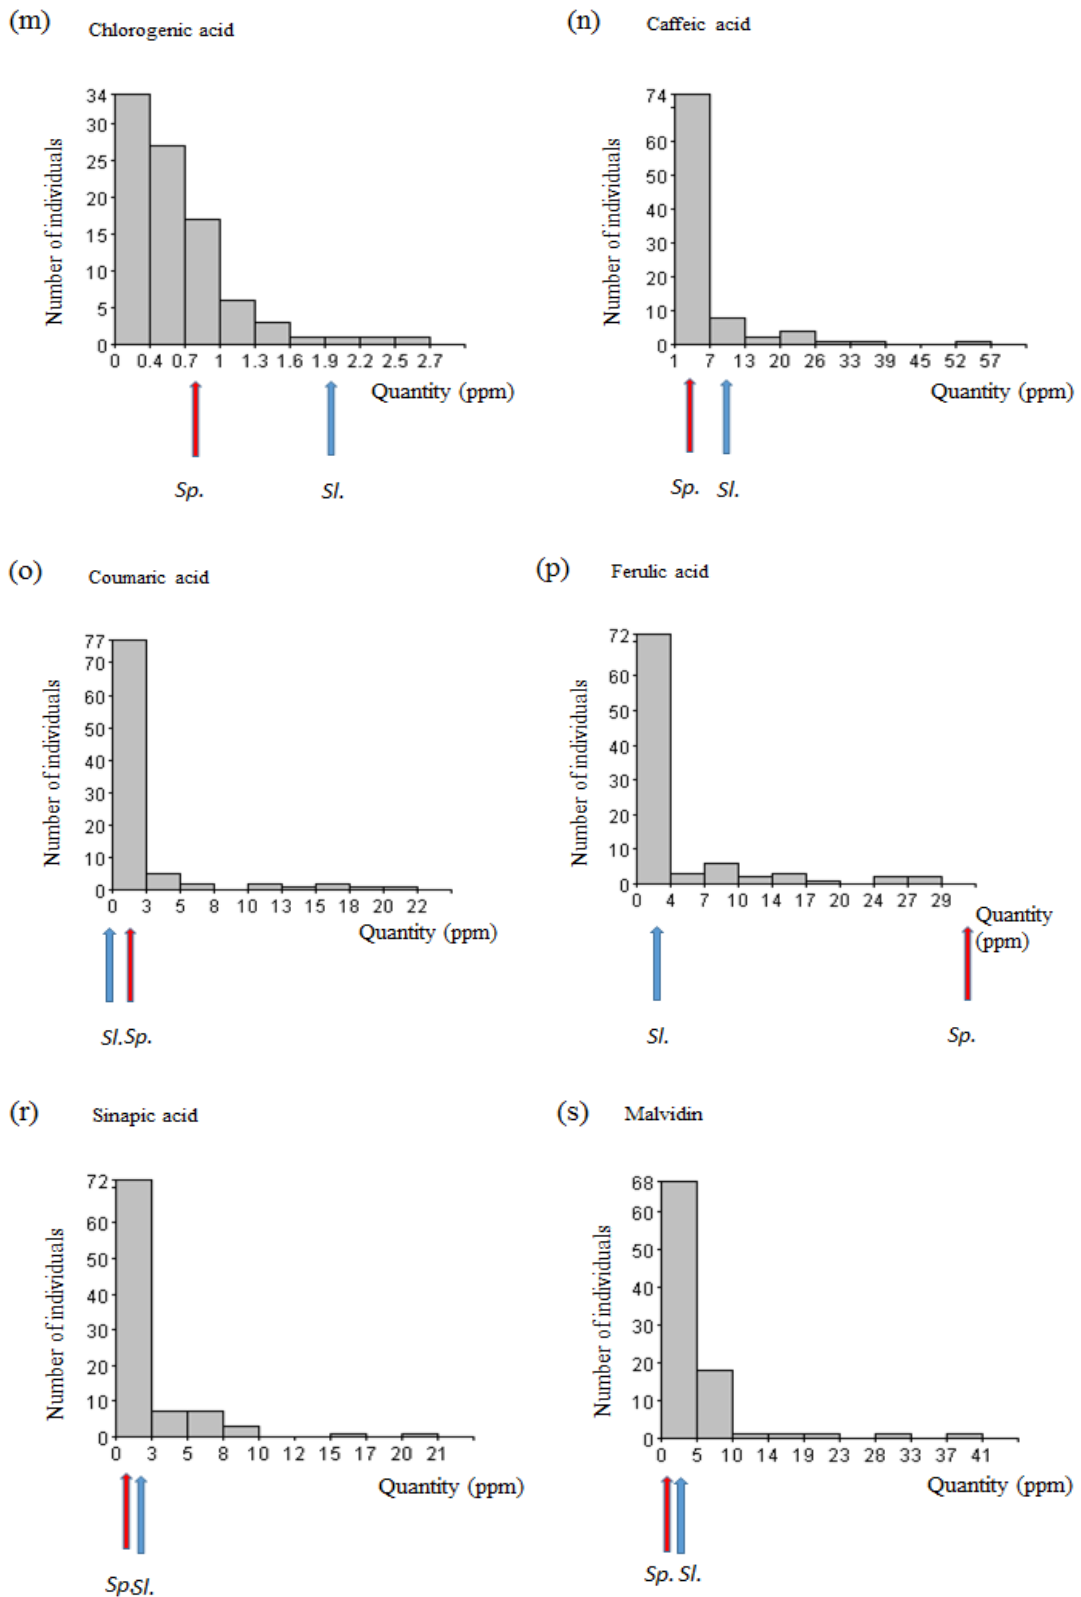 (m) Chlorogenic acid
34
30
25
20
15
10
5
0
Number of individuals
0 0.4 0.7 1 1.3 1.6 1.9 2.2 2.5 2.7
Quantity (ppm)
Sp. Sl.
(n) Caffeic acid
74
60
50
40
30
20
10
0
Number of individuals
1 7 13 20 26 33 39 45 52 57
Quantity (ppm)
Sp. Sl.
(o) Coumaric acid
77
70
60
50
40
30
20
10
0
Number of individuals
0 3 5 8 10 13 15 18 20 22
Quantity (ppm)
Sl. Sp.
(p) Ferulic acid
72
60
50
40
30
20
10
0
Number of individuals
0 4 7 10 14 17 20 24 27 29
Quantity
(ppm)
Sl. Sp.
(r) Sinapic acid
72
60
50
40
30
20
10
0
Number of individuals
0 3 5 8 10 12 15 17 20 21
Quantity (ppm)
Sp Sl.
(s) Malvidin
68
60
50
40
30
20
10
0
Number of individuals
0 5 10 14 19 23 28 33 37 41
Quantity (ppm)
Sp. Sl.